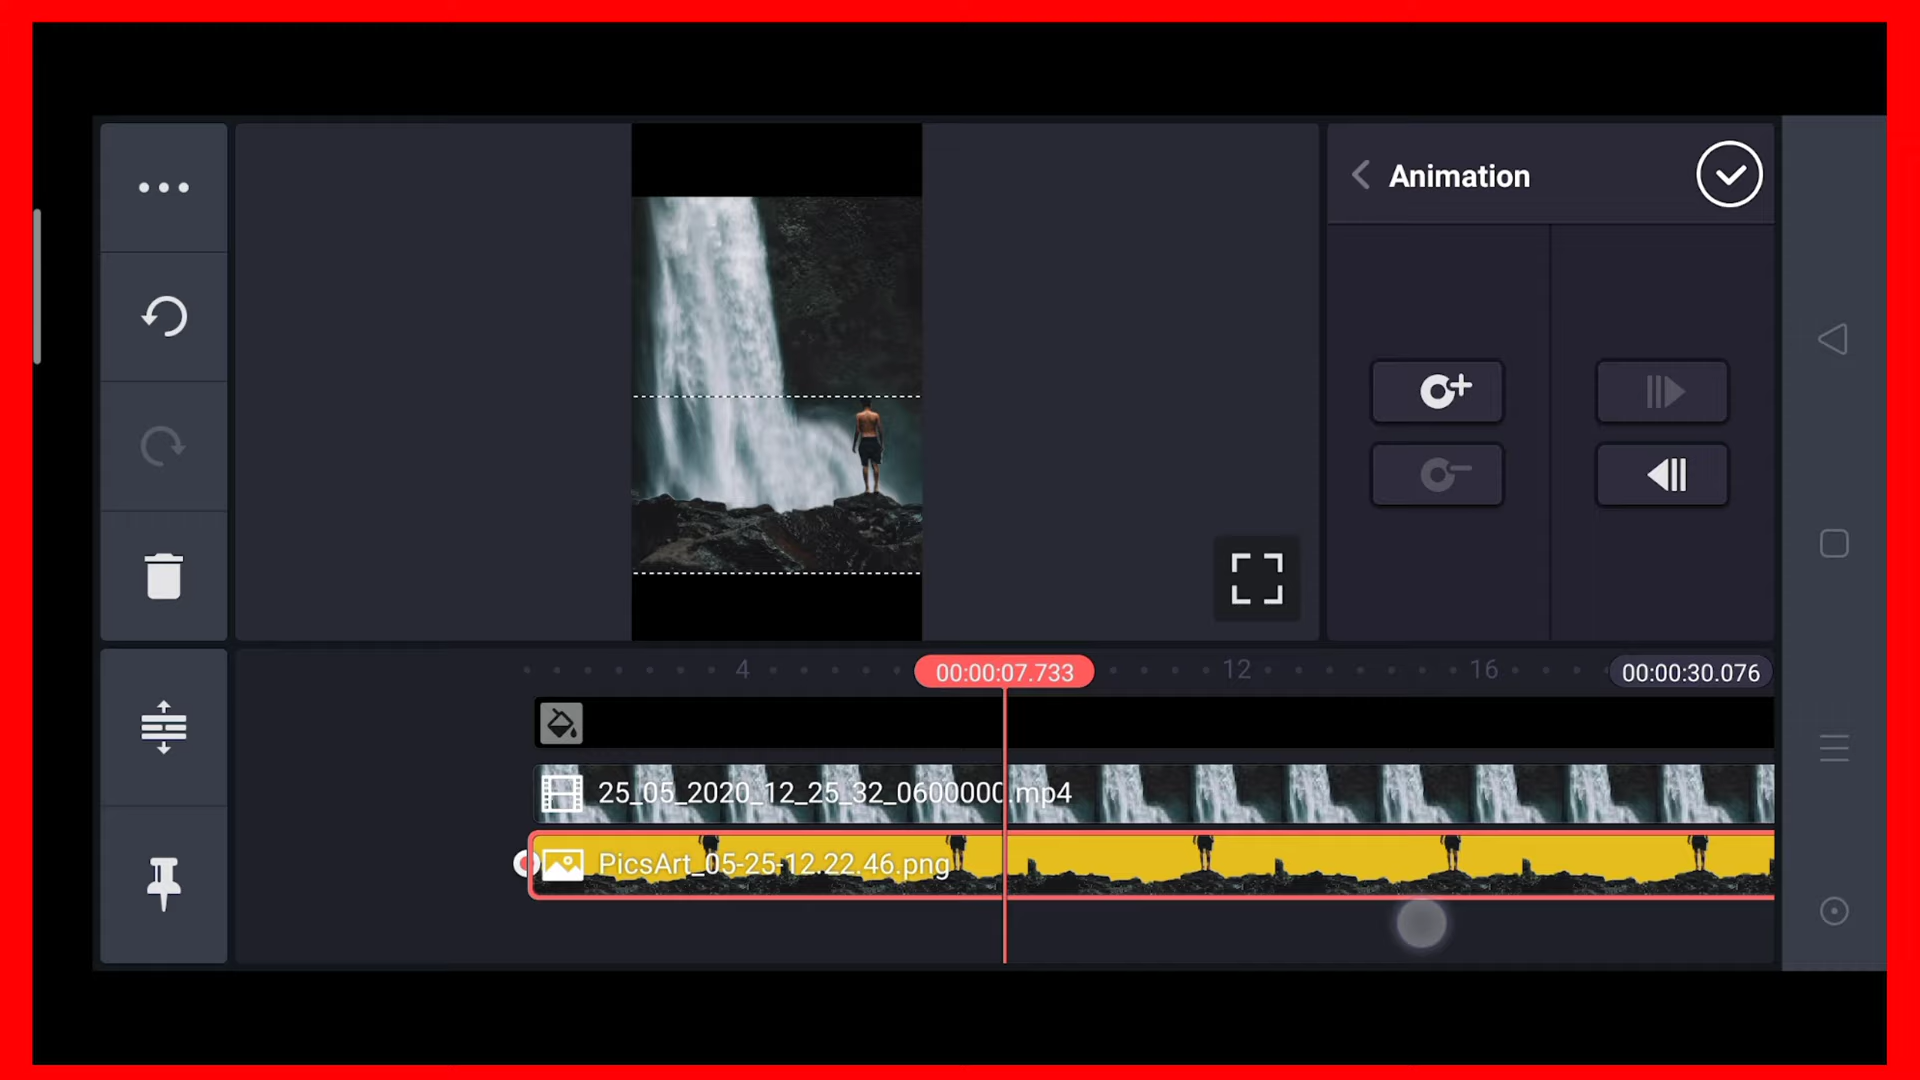 Animation
4
00:00:07.733
12
16
00:00:30.076
25_05_2020_12_25_32_060000C.mp4
PicsArt_05-25-12.22.46.png